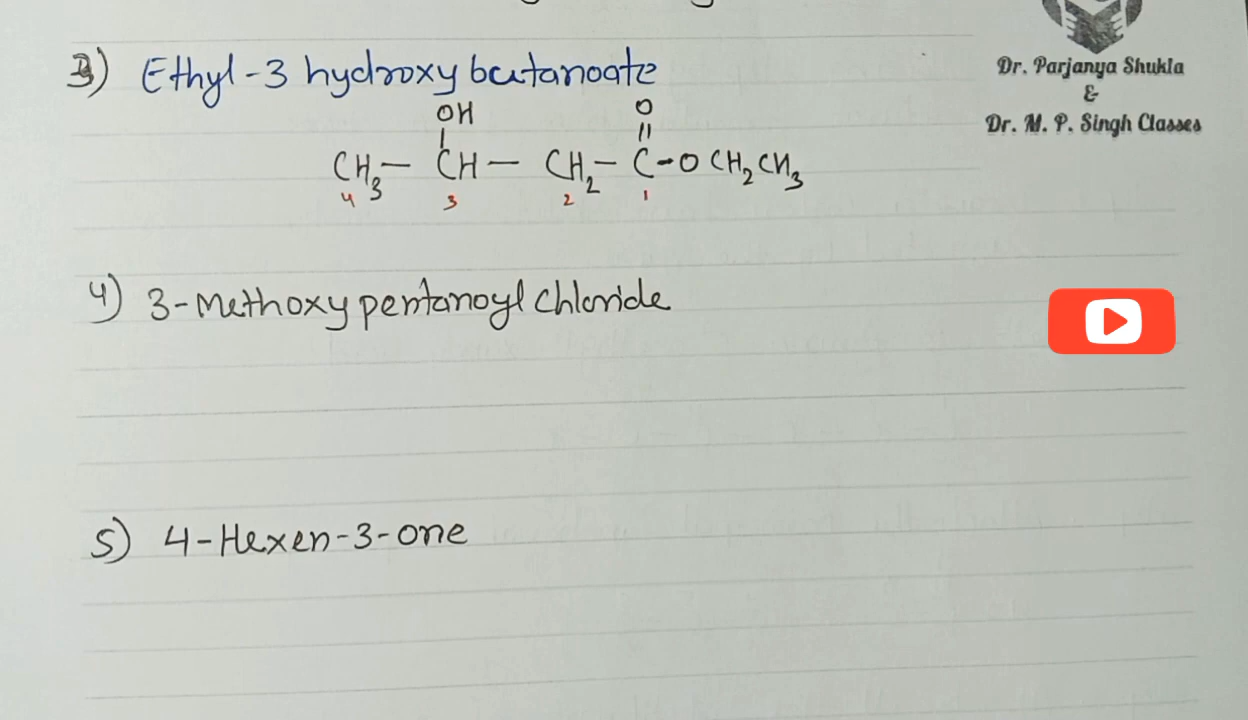 3) Ethyl-3 hydroxy butanoate
Dr. Parjanya Shukla
&
Dr. M. P. Singh Classes
OH O
| ||
CH3— CH — CH2— C-O CH2CH3
4 3 2 1
4) 3-Methoxy pentanoyl chloride
5) 4-Hexen-3-one